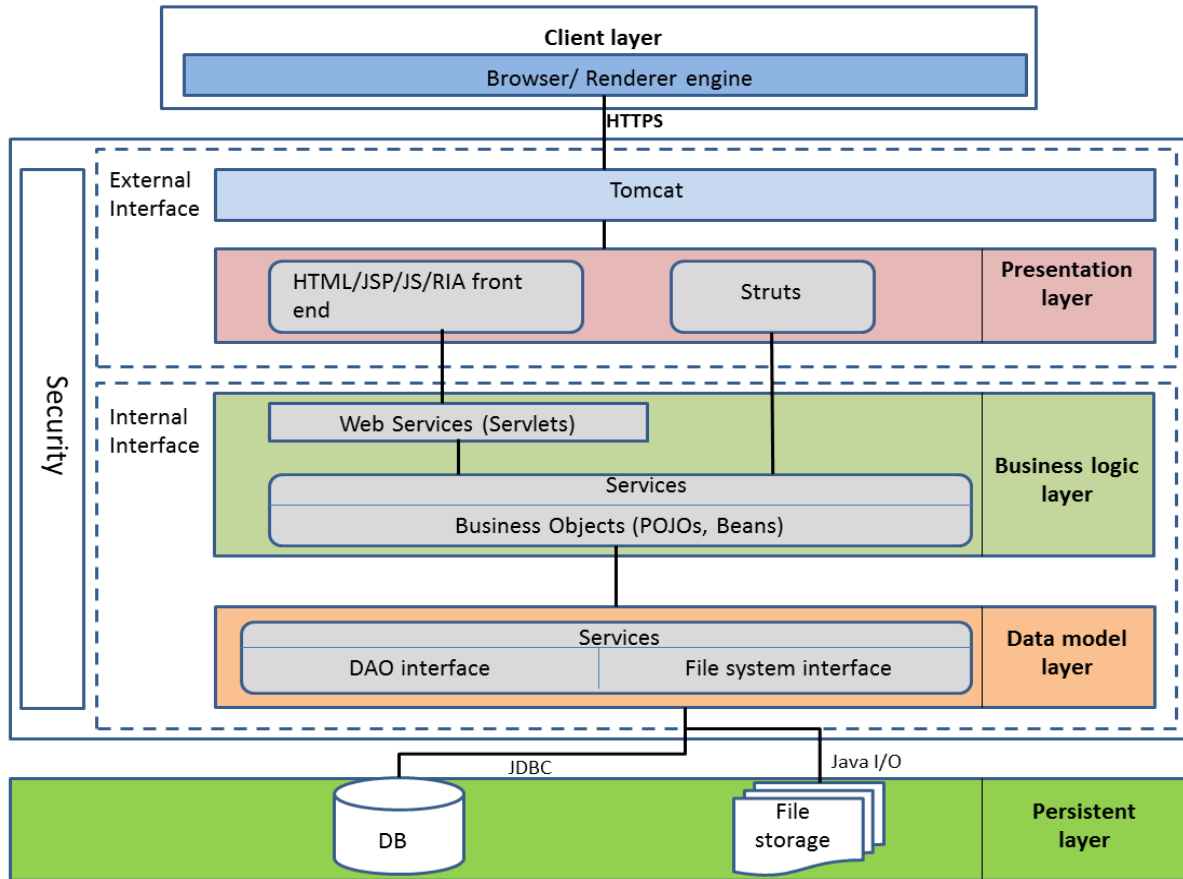 Client layer
Browser/ Renderer engine
HTTPS
Security
External
Interface
Tomcat
HTML/JSP/JS/RIA front
end
Struts
Presentation
layer
Internal
Interface
Web Services (Servlets)
Services
Business Objects (POJOs, Beans)
Business logic
layer
Services
DAO interface
File system interface
Data model
layer
JDBC
Java I/O
DB
File
storage
Persistent
layer